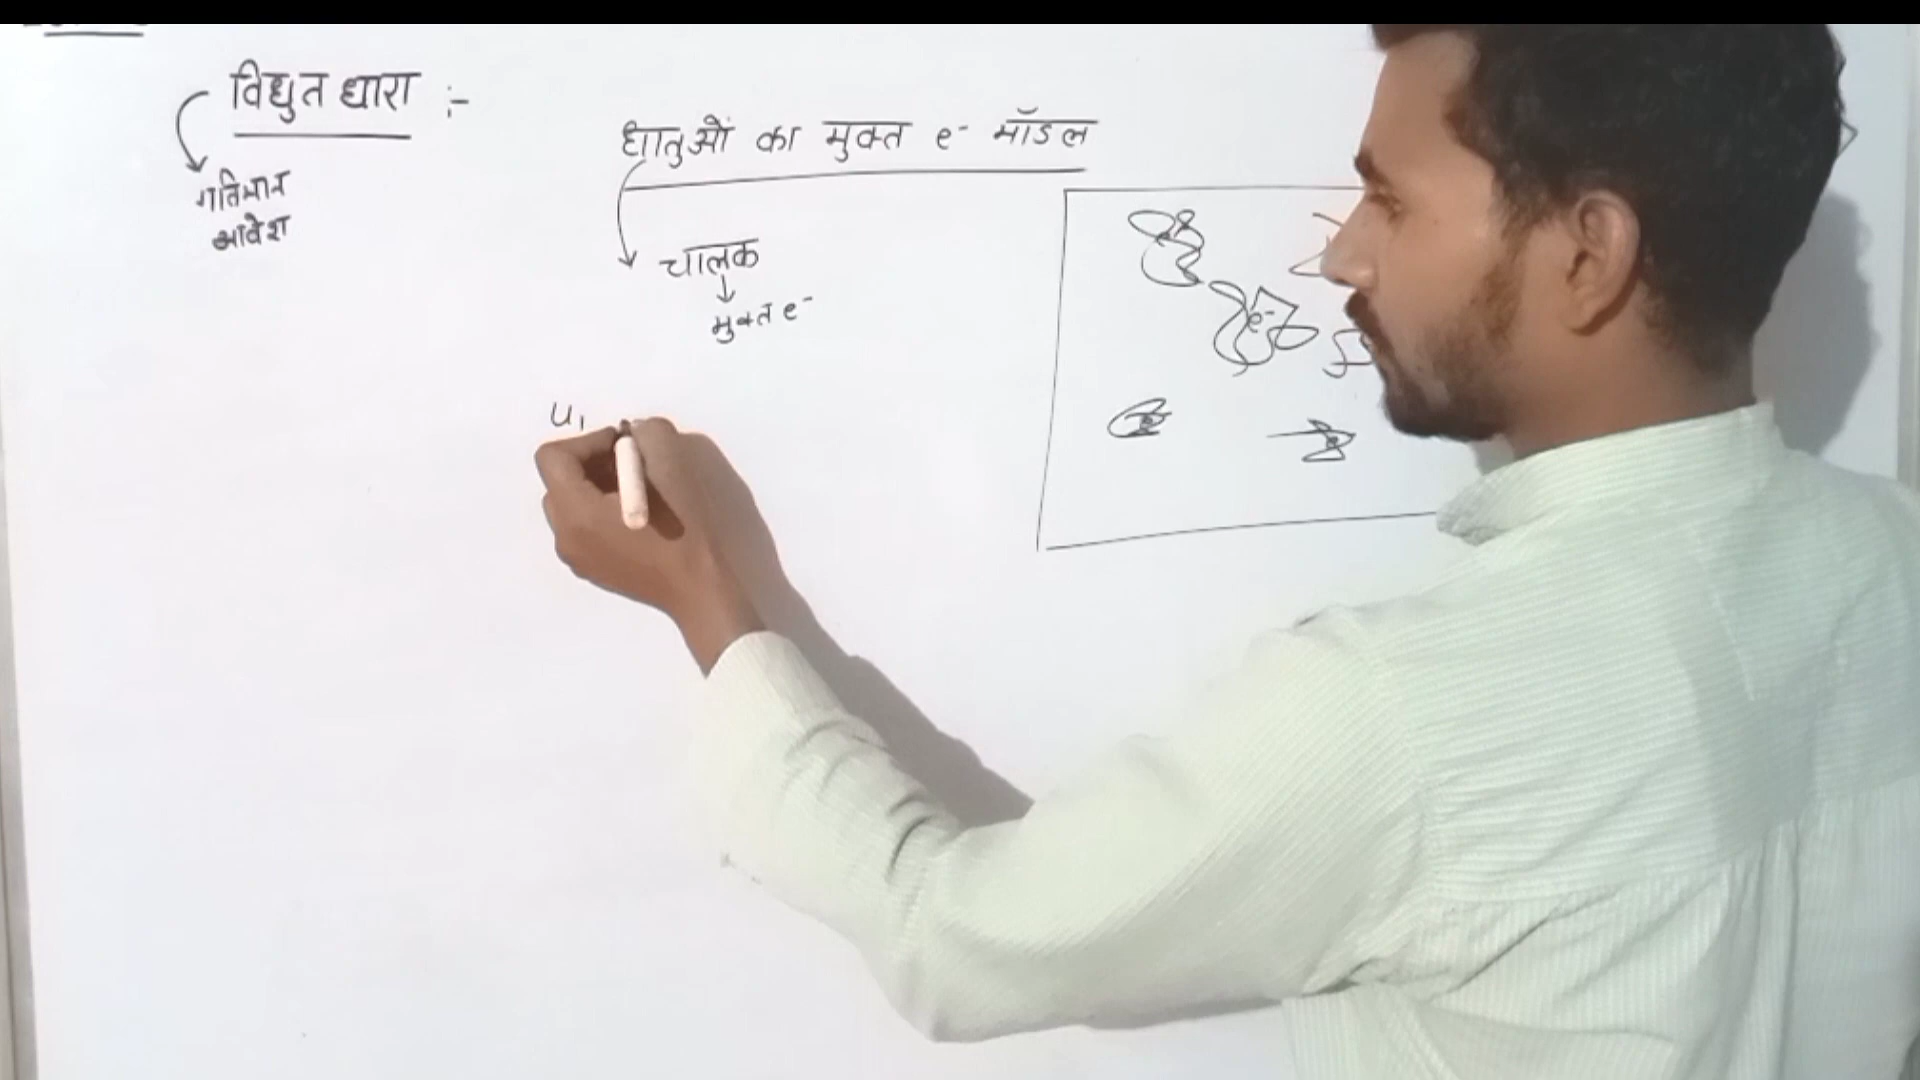 विद्युत धारा :-
गतिमान
आवेश
धातुओं का मुक्त e- मॉडल
चालक
मुक्त e-
e-
u1